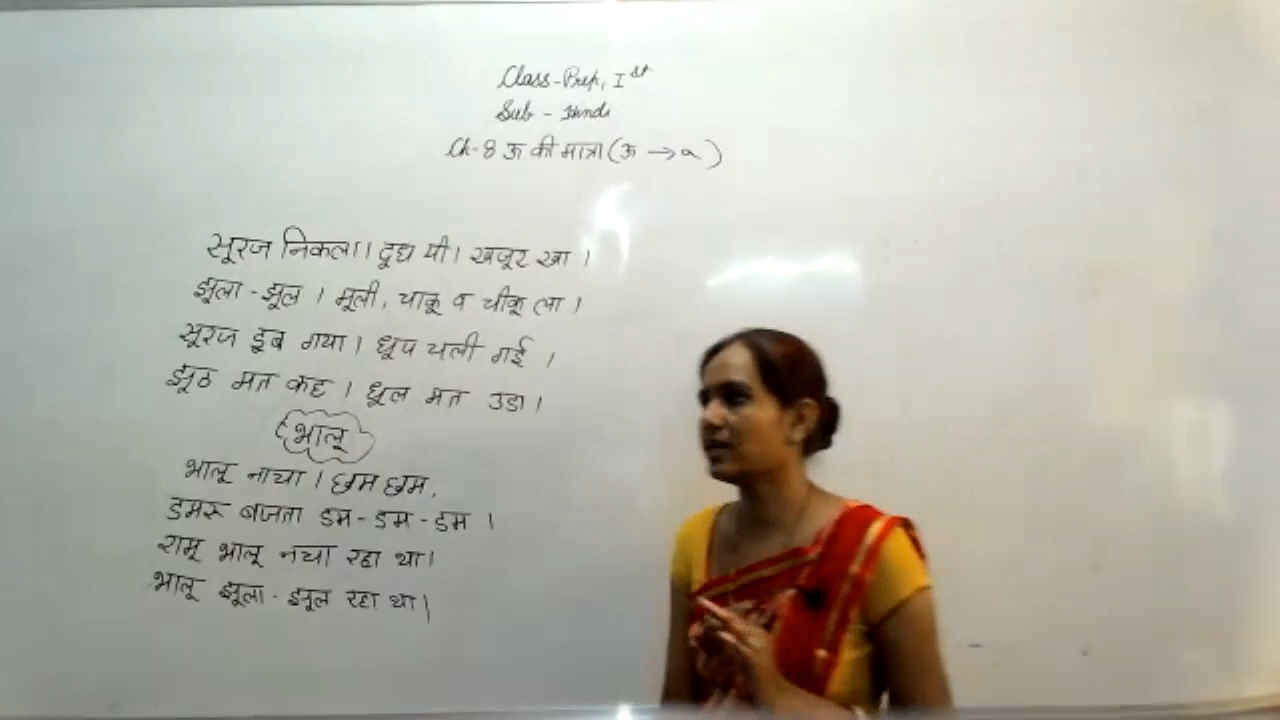 Class-Prep, Ist
Sub - Hindi
Ch-8 ऊ की मात्रा (ऊ → ू)
सूरज निकला। दूध पी। खजूर खा ।
झूला - झूल । मूली, चाकू व चीकू ला ।
सूरज डूब गया । धूप चली गई ।
झूठ मत कह । धूल मत उडा ।
भालू
भालू नाचा । छम छम,
डमरू बजता डम - डम - डम ।
रामू भालू नचा रहा था।
भालू झूला - झूल रहा था।